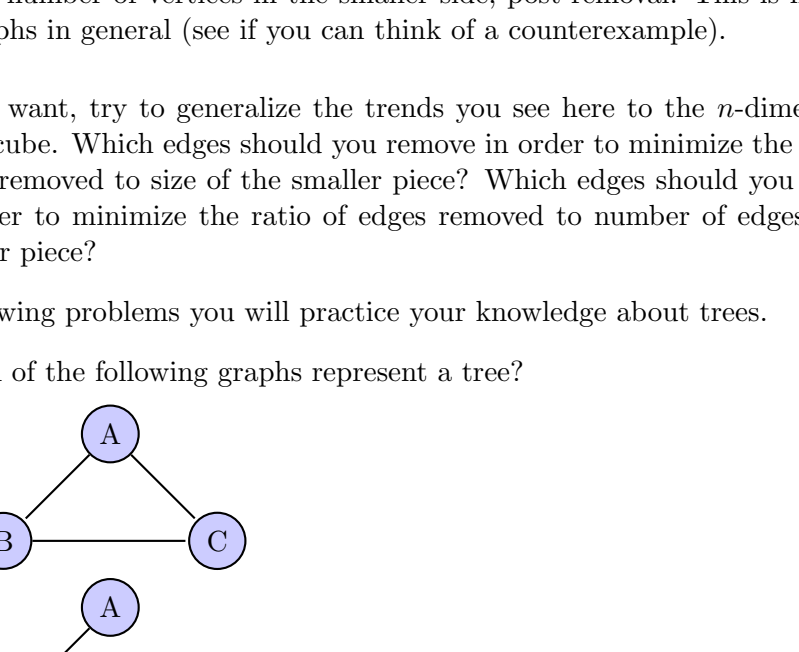 number of vertices in the smaller side, post removal. This is
phs in general (see if you can think of a counterexample).
want, try to generalize the trends you see here to the n-dime
cube. Which edges should you remove in order to minimize the
removed to size of the smaller piece? Which edges should you
er to minimize the ratio of edges removed to number of edges
r piece?
wing problems you will practice your knowledge about trees.
of the following graphs represent a tree?
A
B C
A